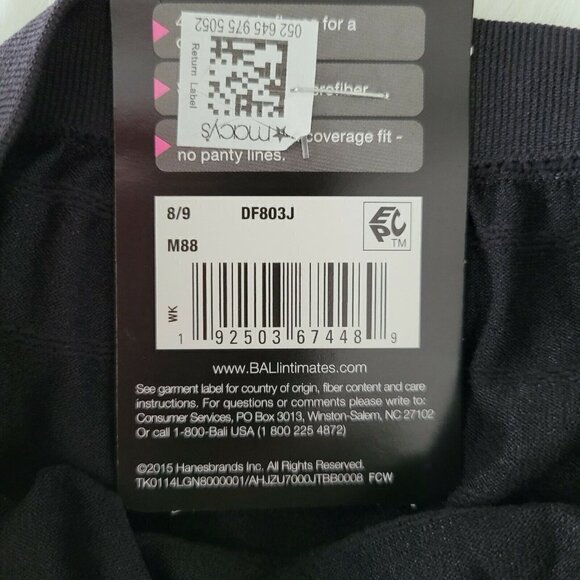 for a
052 645 975 5052
Return Label
macy's
coverage fit -
no panty lines.
8/9 DF803J
M88
EPC
TM
WK
1 92503 67448 9
www.BALIintimates.com
See garment label for country of origin, fiber content and care
instructions. For questions or comments please write to:
Consumer Services, PO Box 3013, Winston-Salem, NC 27102
Or call 1-800-Bali USA (1 800 225 4872)
©2015 Hanesbrands Inc. All Rights Reserved.
TK0114LGN8000001/AHJZU7000JTBB0008 FCW